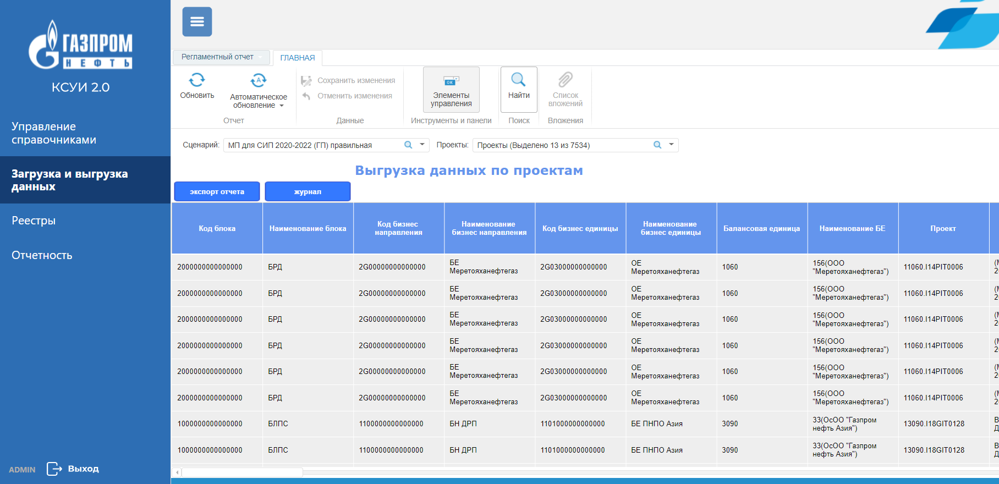 ГАЗПРОМ
НЕФТЬ
КСУИ 2.0
Управление
справочниками
Загрузка и выгрузка
данных
Реестры
Отчетность
ADMIN
Выход
Регламентный отчет
ГЛАВНАЯ
Обновить
Автоматическое
обновление
Отчет
Сохранить изменения
Отменить изменения
Данные
OK
Элементы
управления
Инструменты и панели
Найти
Поиск
Список
вложений
Вложения
Сценарий: МП для СИП 2020-2022 (ГП) правильная Проекты: Проекты (Выделено 13 из 7534)
Выгрузка данных по проектам
экспорт отчета журнал
Код блока
Наименование блока
Код бизнес
направления
Наименование
бизнес направления
Код бизнес единицы
Наименование
бизнес единицы
Балансовая единица
Наименование БЕ
Проект
2000000000000000
БРД
2G00000000000000
БЕ
Меретояханефтегаз
2G03000000000000
ОЕ
Меретояханефтегаз
1060
156(ООО
"Меретояханефтегаз")
11060.I14PIT0006
2000000000000000
БРД
2G00000000000000
БЕ
Меретояханефтегаз
2G03000000000000
ОЕ
Меретояханефтегаз
1060
156(ООО
"Меретояханефтегаз")
11060.I14PIT0006
2000000000000000
БРД
2G00000000000000
БЕ
Меретояханефтегаз
2G03000000000000
ОЕ
Меретояханефтегаз
1060
156(ООО
"Меретояханефтегаз")
11060.I14PIT0006
2000000000000000
БРД
2G00000000000000
БЕ
Меретояханефтегаз
2G03000000000000
ОЕ
Меретояханефтегаз
1060
156(ООО
"Меретояханефтегаз")
11060.I14PIT0006
2000000000000000
БРД
2G00000000000000
БЕ
Меретояханефтегаз
2G03000000000000
ОЕ
Меретояханефтегаз
1060
156(ООО
"Меретояханефтегаз")
11060.I14PIT0006
2000000000000000
БРД
2G00000000000000
БЕ
Меретояханефтегаз
2G03000000000000
ОЕ
Меретояханефтегаз
1060
156(ООО
"Меретояханефтегаз")
11060.I14PIT0006
1000000000000000
БЛПС
1100000000000000
БН ДРП
1101000000000000
БЕ ПНПО Азия
3090
33(ОсОО "Газпром
нефть Азия")
13090.I18GIT0128
1000000000000000
БЛПС
1100000000000000
БН ДРП
1101000000000000
БЕ ПНПО Азия
3090
33(ОсОО "Газпром
нефть Азия")
13090.I18GIT0128